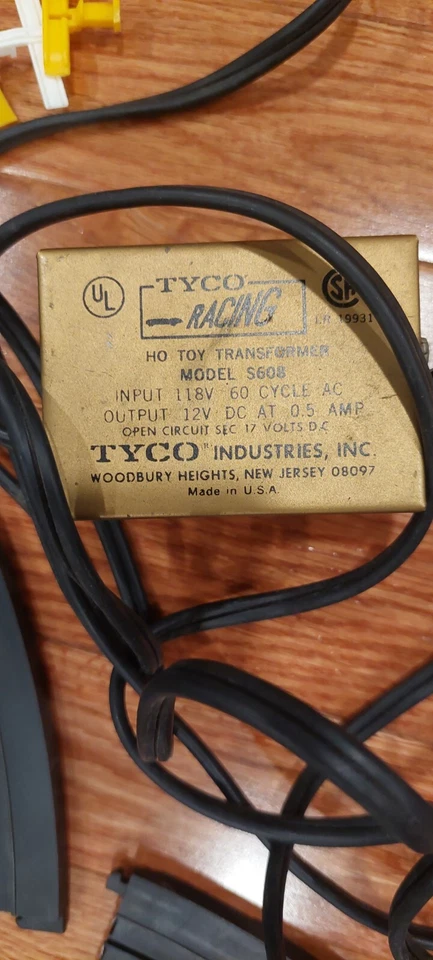 UL
TYCO
RACING
SA
LR 19931
HO TOY TRANSFORMER
MODEL S608
INPUT 118V 60 CYCLE AC
OUTPUT 12V DC AT 0.5 AMP
OPEN CIRCUIT SEC 17 VOLTS D.C
TYCO® INDUSTRIES, INC.
WOODBURY HEIGHTS, NEW JERSEY 08097
Made in U.S.A.